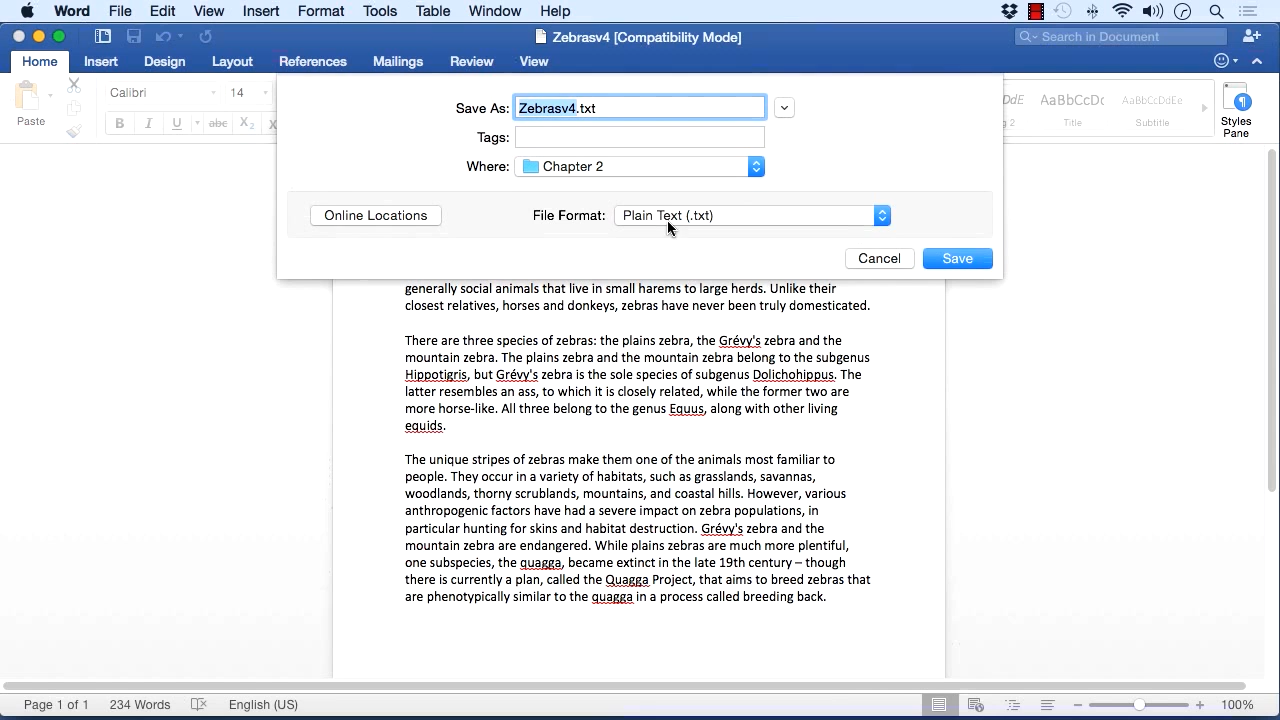 Word File Edit View Insert Format Tools Table Window Help
Zebrasv4 [Compatibility Mode]
Search in Document
Home Insert Design Layout References Mailings Review View
Paste
Calibri 14
B I U abc X2
Save As: Zebrasv4.txt
Tags:
Where: Chapter 2
Online Locations File Format: Plain Text (.txt)
Cancel Save
AaBbCcDc AaBbCcDdEe
Title Subtitle
Styles
Pane
generally social animals that live in small harems to large herds. Unlike their
closest relatives, horses and donkeys, zebras have never been truly domesticated.
There are three species of zebras: the plains zebra, the Grévy's zebra and the
mountain zebra. The plains zebra and the mountain zebra belong to the subgenus
Hippotigris, but Grévy's zebra is the sole species of subgenus Dolichohippus. The
latter resembles an ass, to which it is closely related, while the former two are
more horse-like. All three belong to the genus Equus, along with other living
equids.
The unique stripes of zebras make them one of the animals most familiar to
people. They occur in a variety of habitats, such as grasslands, savannas,
woodlands, thorny scrublands, mountains, and coastal hills. However, various
anthropogenic factors have had a severe impact on zebra populations, in
particular hunting for skins and habitat destruction. Grévy's zebra and the
mountain zebra are endangered. While plains zebras are much more plentiful,
one subspecies, the quagga, became extinct in the late 19th century – though
there is currently a plan, called the Quagga Project, that aims to breed zebras that
are phenotypically similar to the quagga in a process called breeding back.
Page 1 of 1 234 Words English (US) 100%